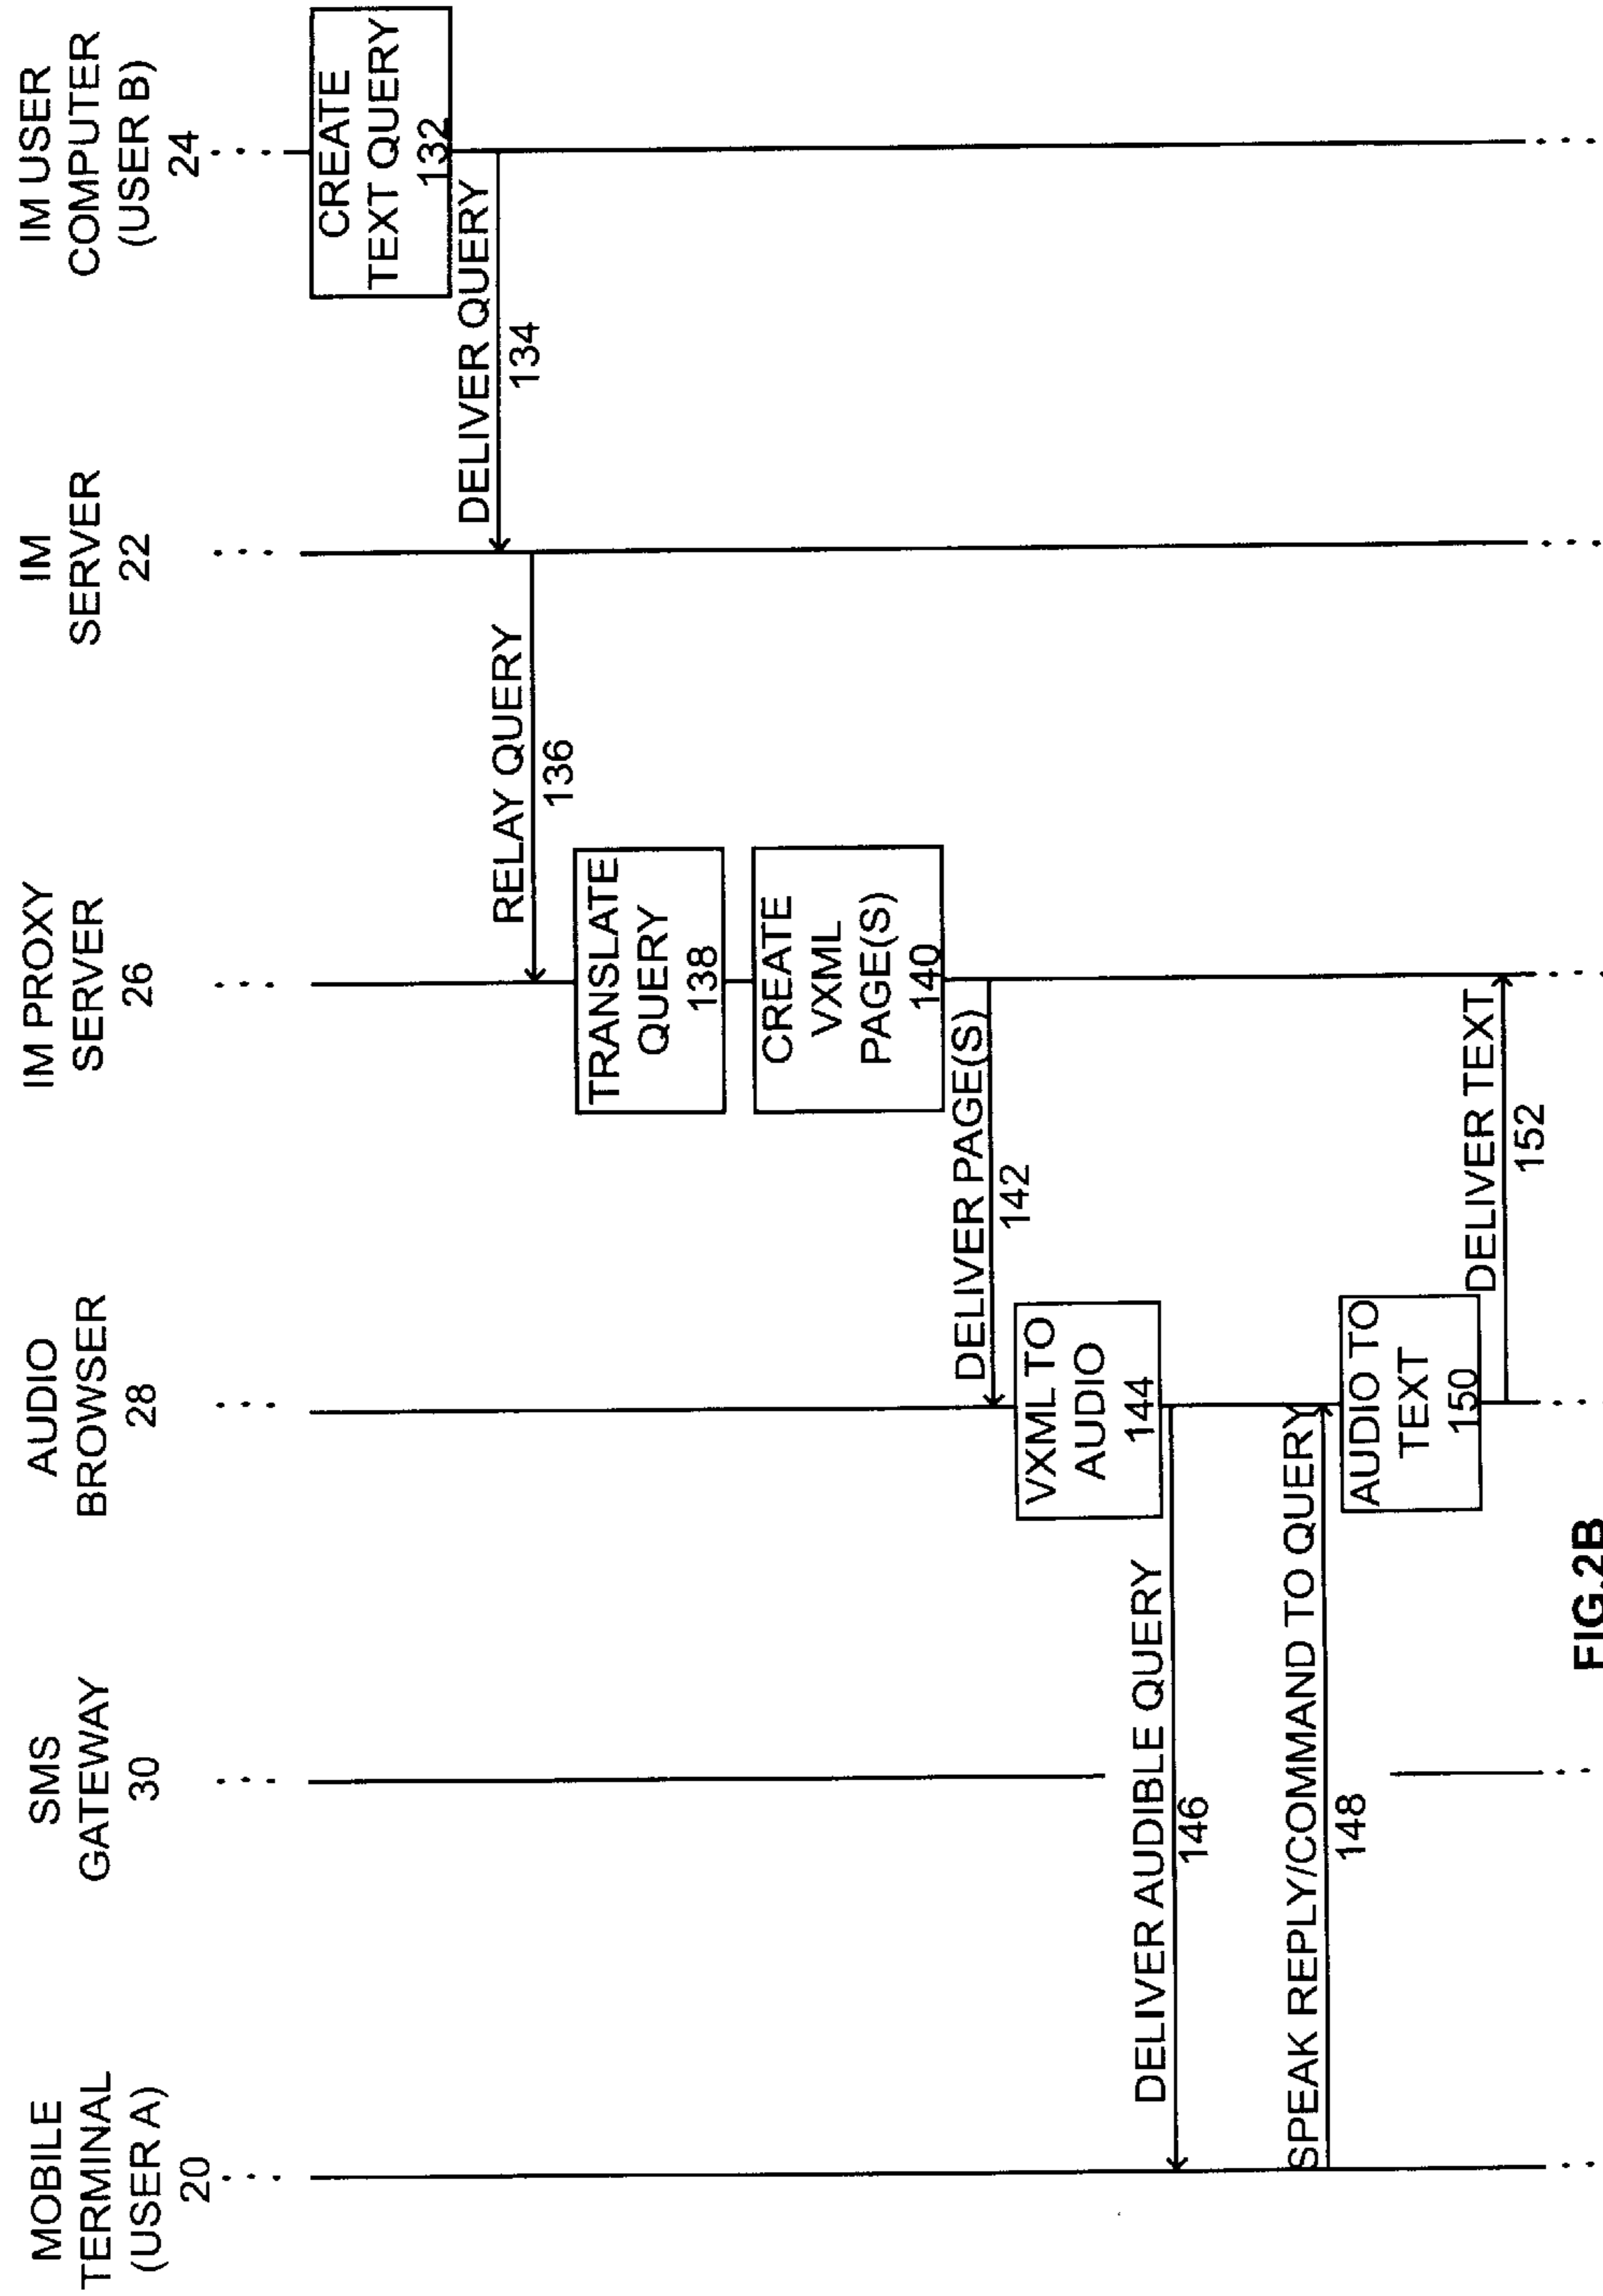 MOBILE
TERMINAL
(USER A)
20
SMS
GATEWAY
30
AUDIO
BROWSER
28
IM PROXY
SERVER
26
IM
SERVER
22
IM USER
COMPUTER
(USER B)
24
CREATE
TEXT QUERY
132
DELIVER QUERY
134
RELAY QUERY
136
TRANSLATE
QUERY
138
CREATE
VXML
PAGE(S)
140
DELIVER PAGE(S)
142
VXML TO
AUDIO
144
DELIVER AUDIBLE QUERY
146
SPEAK REPLY/COMMAND TO QUERY
148
AUDIO TO
TEXT
150
DELIVER TEXT
152
FIG.2B